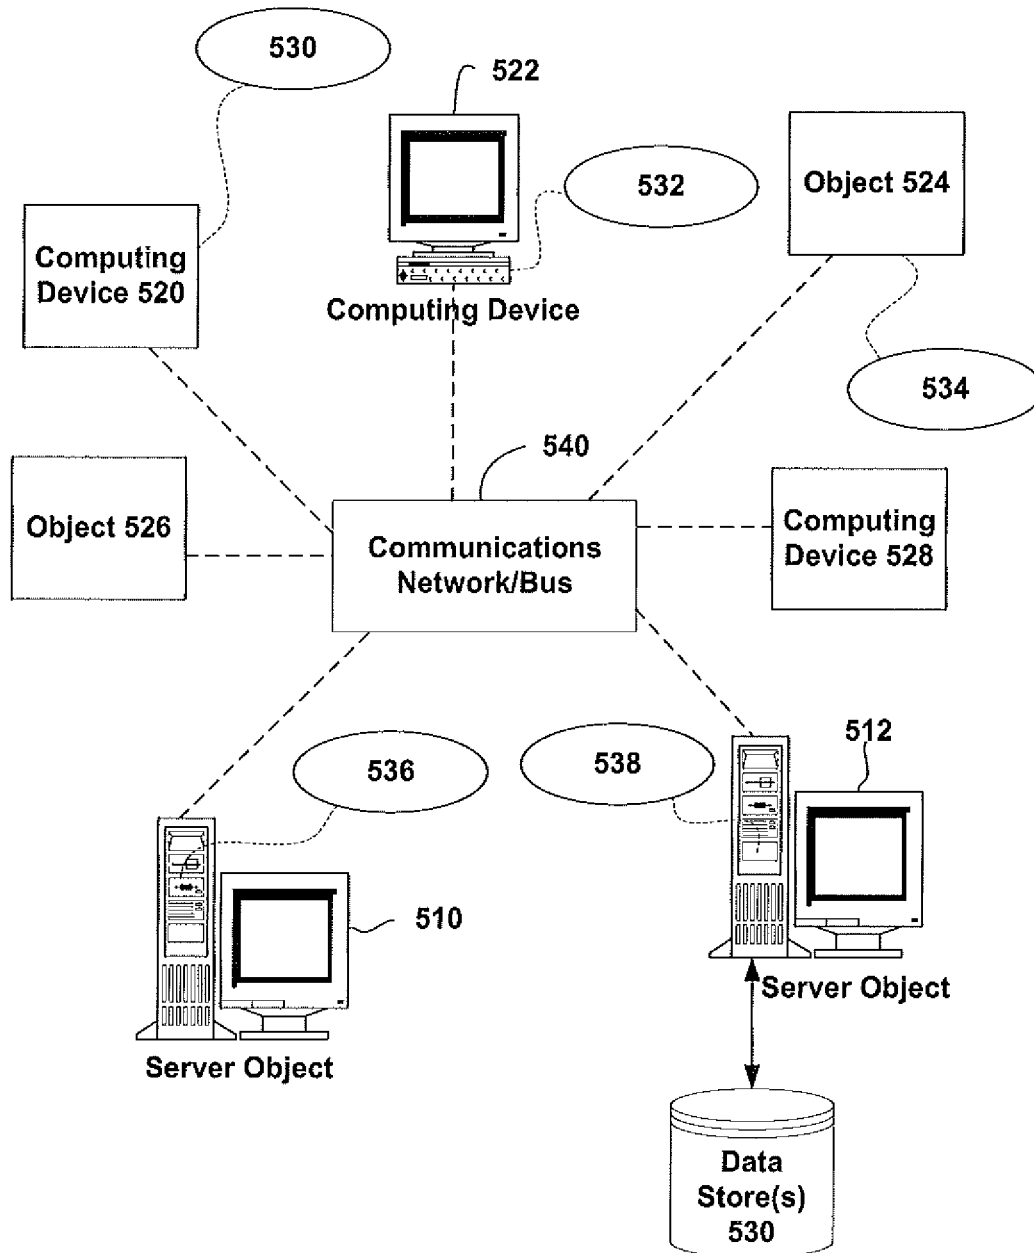 530
522
532
Object 524
Computing
Device 520
Computing Device
534
540
Object 526
Communications
Network/Bus
Computing
Device 528
512
536
538
510
Server Object
Server Object
Data
Store(s)
530